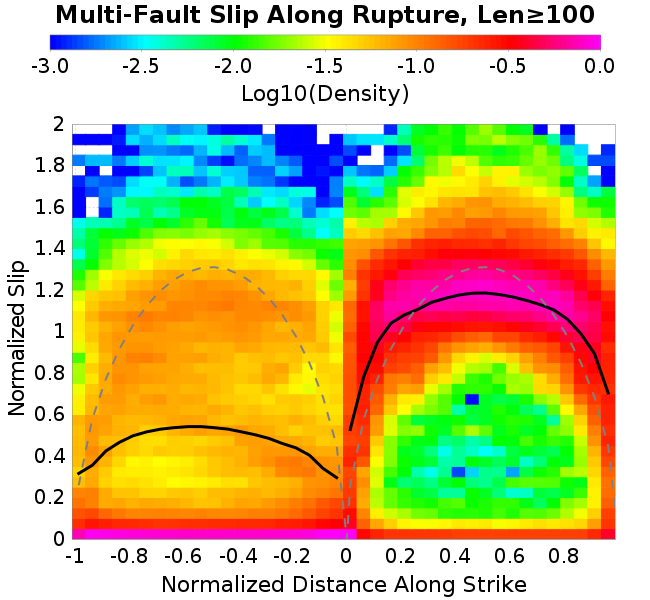 Multi-Fault Slip Along Rupture, Len≥100
-3.0 -2.5 -2.0 -1.5 -1.0 -0.5 0.0
Log10(Density)
2
1.8
1.6
1.4
1.2
1
0.8
0.6
0.4
0.2
0
Normalized Slip
-1 -0.8 -0.6 -0.4 -0.2 0 0.2 0.4 0.6 0.8
Normalized Distance Along Strike